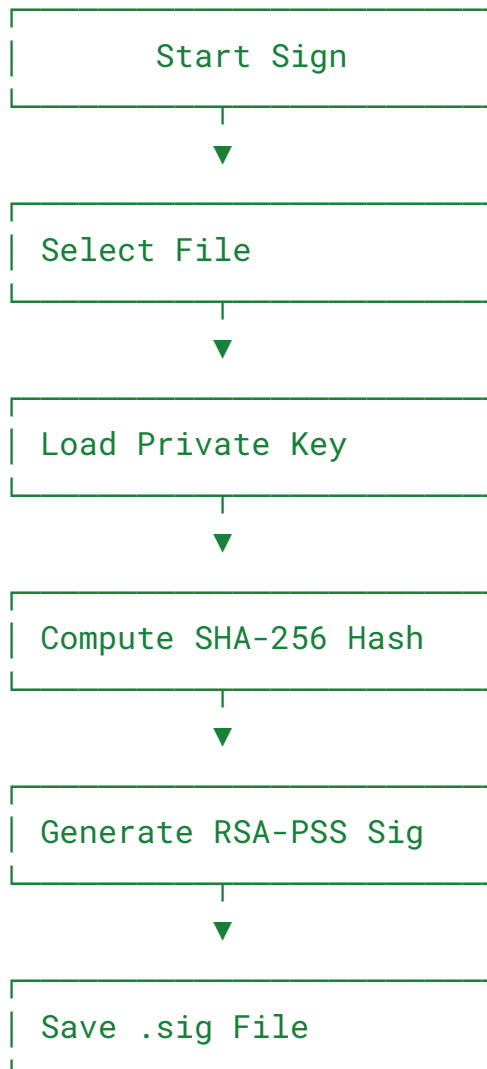 Start Sign
Select File
Load Private Key
Compute SHA-256 Hash
Generate RSA-PSS Sig
Save .sig File